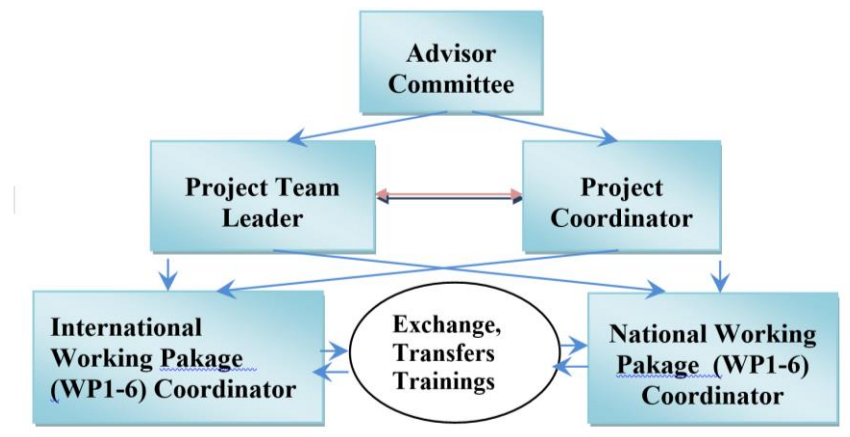 Advisor
Committee
Project Team
Leader
Project
Coordinator
International
Working Pakage
(WP1-6) Coordinator
Exchange,
Transfers
Trainings
National Working
Pakage (WP1-6)
Coordinator